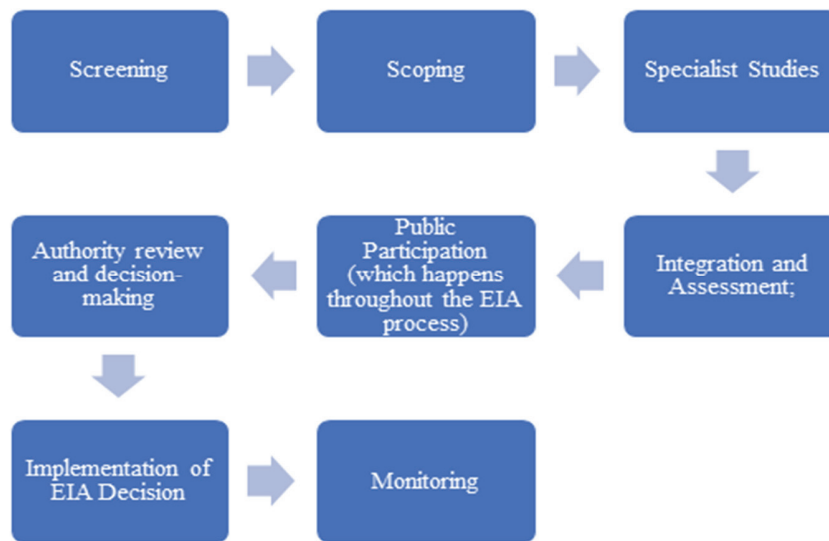 Screening
Scoping
Specialist Studies
Integration and
Assessment;
Public
Participation
(which happens
throughout the EIA
process)
Authority review
and decision-
making
Implementation of
EIA Decision
Monitoring